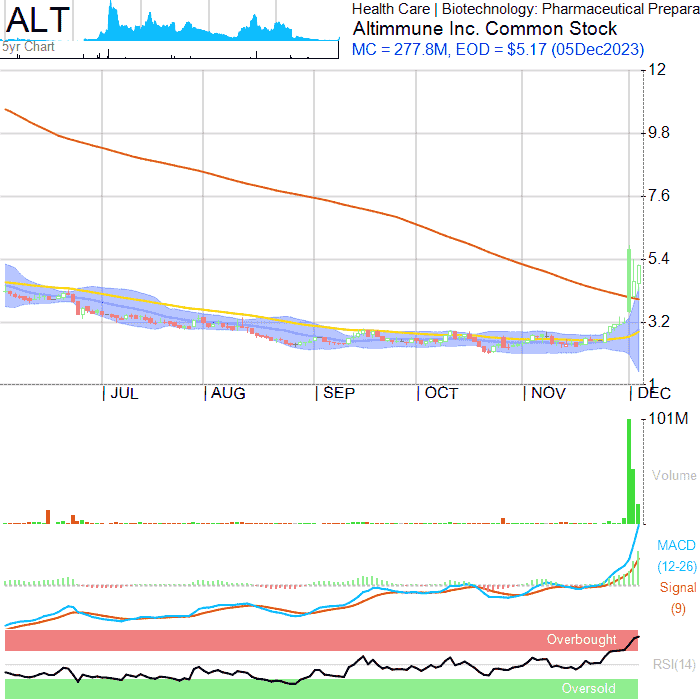 ALT
5yr Chart
Health Care | Biotechnology: Pharmaceutical Prepara
Altimmune Inc. Common Stock
MC = 277.8M, EOD = $5.17 (05Dec2023)
12
9.8
7.6
5.4
3.2
1
JUL
AUG
SEP
OCT
NOV
DEC
101M
Volume
MACD
(12-26)
Signal
(9)
Overbought
RSI(14)
Oversold